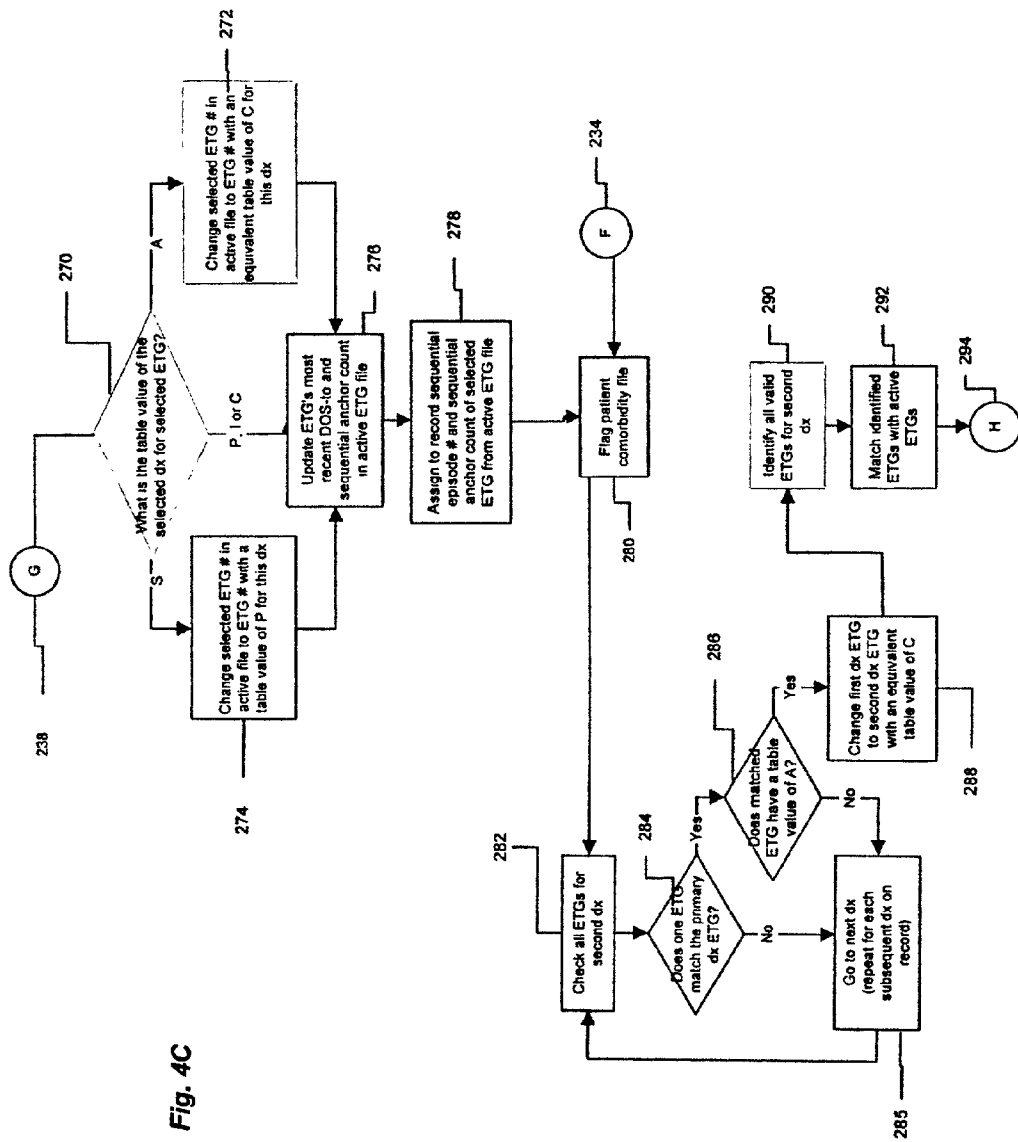 Fig. 4C
G
238
270
What is the table value of the
selected dx for selected ETG?
S
P, I or C
A
272
Change selected ETG # in
active file to ETG # with an
equivalent table value of C for
this dx
Change selected ETG # in
active file to ETG # with a
table value of P for this dx
274
276
Update ETG's most
recent DOS-to and
sequential anchor count
in active ETG file
278
Assign to record sequential
episode # and sequential
anchor count of selected
ETG from active ETG file
234
F
Flag patient
comorbidity file
280
282
Check all ETGs for
second dx
284
Does one ETG
match the primary
dx ETG?
Yes
No
286
Does matched
ETG have a table
value of A?
Yes
No
Go to next dx
(repeat for each
subsequent dx on
record)
285
Change first dx ETG
to second dx ETG
with an equivalent
table value of C
288
290
Identify all valid
ETGs for second
dx
292
Match identified
ETGs with active
ETGs
294
H